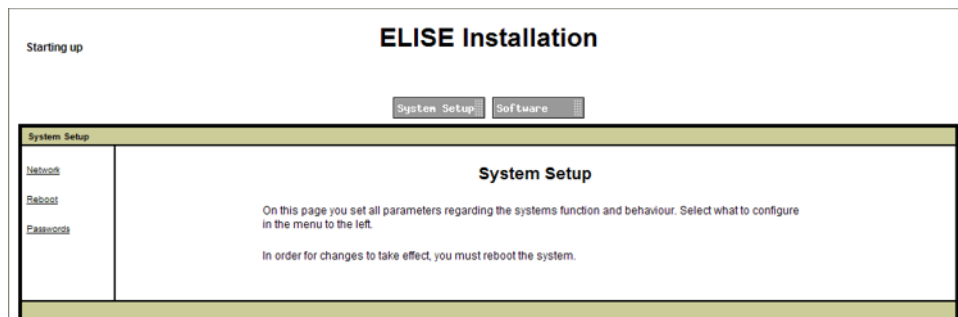 Starting up
ELISE Installation
System Setup
Software
System Setup
Network
Reboot
Passwords
System Setup
On this page you set all parameters regarding the systems function and behaviour. Select what to configure
in the menu to the left.
In order for changes to take effect, you must reboot the system.